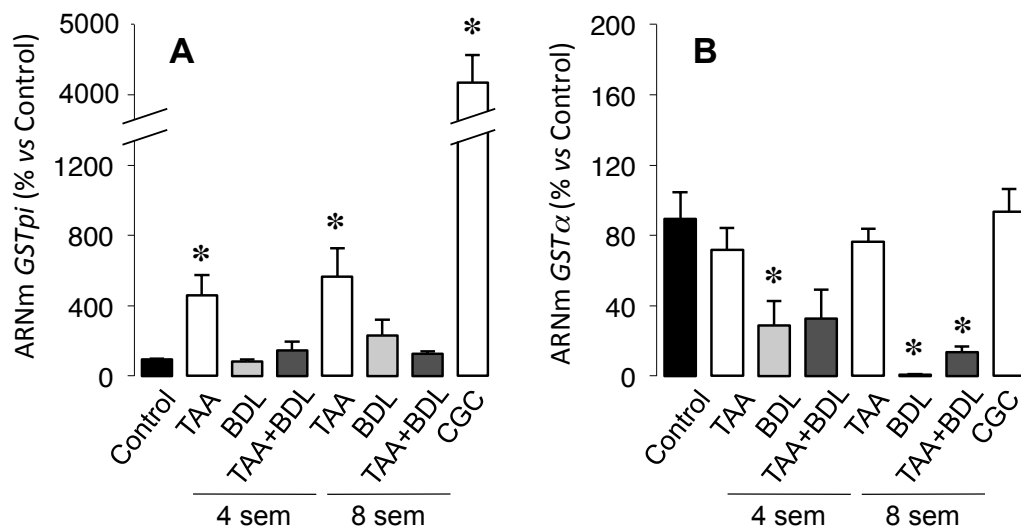 A
ARNm GSTpi (% vs Control)
5000
4000
1200
800
400
0
*
*
*
Control
TAA
BDL
TAA+BDL
TAA
BDL
TAA+BDL
CGC
4 sem
8 sem
B
ARNm GSTα (% vs Control)
200
160
120
80
40
0
*
*
*
Control
TAA
BDL
TAA+BDL
TAA
BDL
TAA+BDL
CGC
4 sem
8 sem